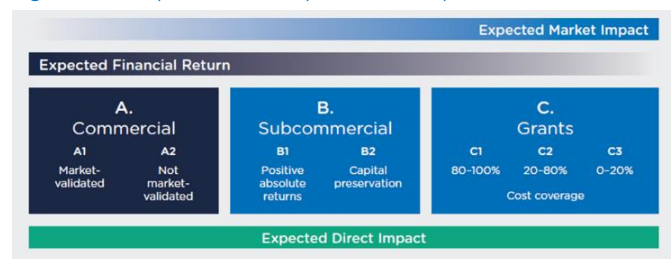 Expected Market Impact
Expected Financial Return
A.
Commercial
A1
Market-
validated
A2
Not
market-
validated
B.
Subcommercial
B1
Positive
absolute
returns
B2
Capital
preservation
C.
Grants
C1
80-100%
C2
20-80%
C3
0-20%
Cost coverage
Expected Direct Impact